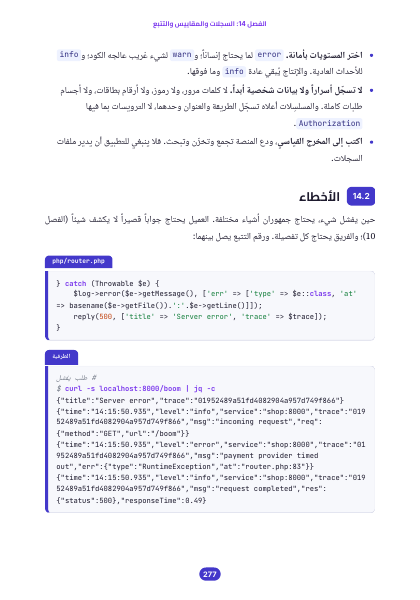 الفصل 14: السجلات والمقاييس والتتبع
• اختر المستويات بأمانة. error لما يحتاج إنسانًا؛ و warn لشيء غريب عالجه الكود؛ و info
للأحداث العادية. والإنتاج يُبقي عادة info وما فوقها.
• لا تسجّل أسراراً ولا بيانات شخصية أبداً. لا كلمات مرور، ولا رموز، ولا أرقام بطاقات، ولا أجسام
طلبات كاملة. والمسلسِلات أعلاه تسجّل الطريقة والعنوان وحدهما، لا الترويسات بما فيها
Authorization .
• اكتب إلى المخرج القياسي، ودع المنصة تجمع وتخزّن وتبحث. فلا ينبغي للتطبيق أن يدير ملفات
السجلات.
14.2 الأخطاء
حين يفشل شيء، يحتاج جمهوران أشياء مختلفة. العميل يحتاج جواباً قصيراً لا يكشف شيئاً (الفصل
10)؛ والفريق يحتاج كل تفصيلة. ورقم التتبع يصل بينهما:
php/router.php
} catch (Throwable $e) {
$log->error($e->getMessage(), ['err' => ['type' => $e::class, 'at'
=> basename($e->getFile()).':'.$e->getLine()]]);
reply(500, ['title' => 'Server error', 'trace' => $trace]);
}
الطرفية
# طلب يفشل
$ curl -s localhost:8000/boom | jq -c
{"title":"Server error","trace":"01952489a51fd4082904a957d749f866"}
{"time":"14:15:50.935","level":"info","service":"shop:8000","trace":"019
52489a51fd4082904a957d749f866","msg":"incoming request","req":
{"method":"GET","url":"/boom"}}
{"time":"14:15:50.935","level":"error","service":"shop:8000","trace":"01
952489a51fd4082904a957d749f866","msg":"payment provider timed
out","err":{"type":"RuntimeException","at":"router.php:83"}}
{"time":"14:15:50.935","level":"info","service":"shop:8000","trace":"019
52489a51fd4082904a957d749f866","msg":"request completed","res":
{"status":500},"responseTime":0.49}
277